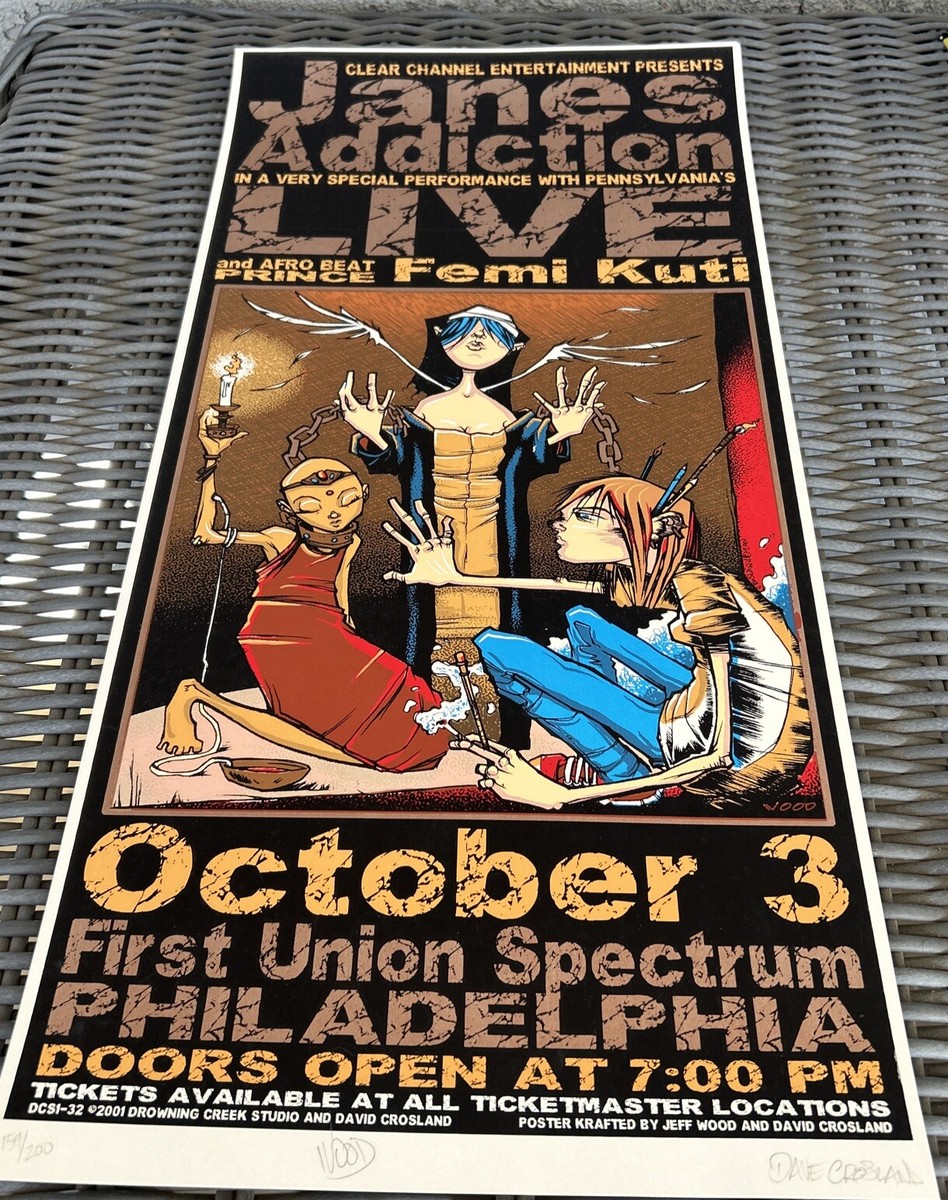 CLEAR CHANNEL ENTERTAINMENT PRESENTS
Janes
Addiction
IN A VERY SPECIAL PERFORMANCE WITH PENNSYLVANIA'S
LIVE
and AFRO BEAT
PRINCE Femi Kuti
WOOD
October 3
First Union Spectrum
PHILADELPHIA
DOORS OPEN AT 7:00 PM
TICKETS AVAILABLE AT ALL TICKETMASTER LOCATIONS
DCSI-32 ©2001 DROWNING CREEK STUDIO AND DAVID CROSLAND POSTER KRAFTED BY JEFF WOOD AND DAVID CROSLAND
159/200 WOOD DAVE CROSLAND